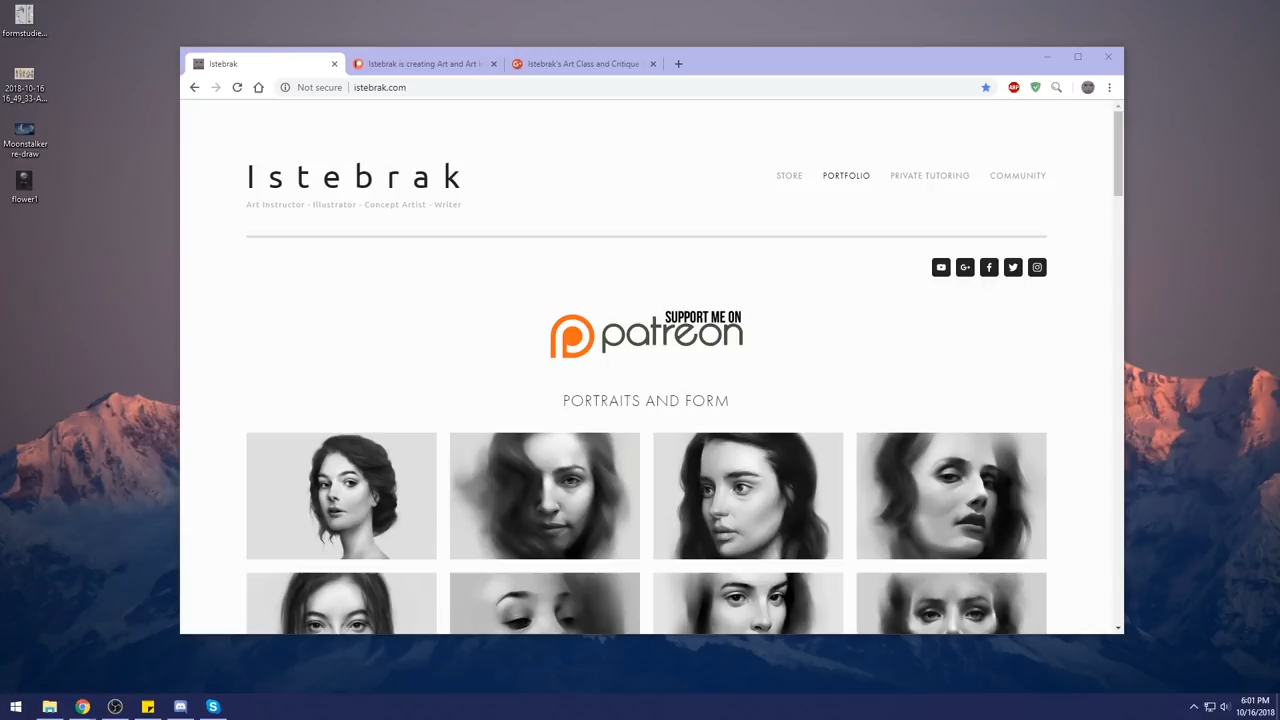 formstudie...
2018-10-16
16_49_33-A...
Moonstalker
re-draw
flower1
Istebrak
Istebrak is creating Art and Art i
Istebrak's Art Class and Critique
Not secure
istebrak.com
ABP
Istebrak
Art Instructor - Illustrator - Concept Artist - Writer
STORE
PORTFOLIO
PRIVATE TUTORING
COMMUNITY
SUPPORT ME ON
patreon
PORTRAITS AND FORM
6:01 PM
10/16/2018